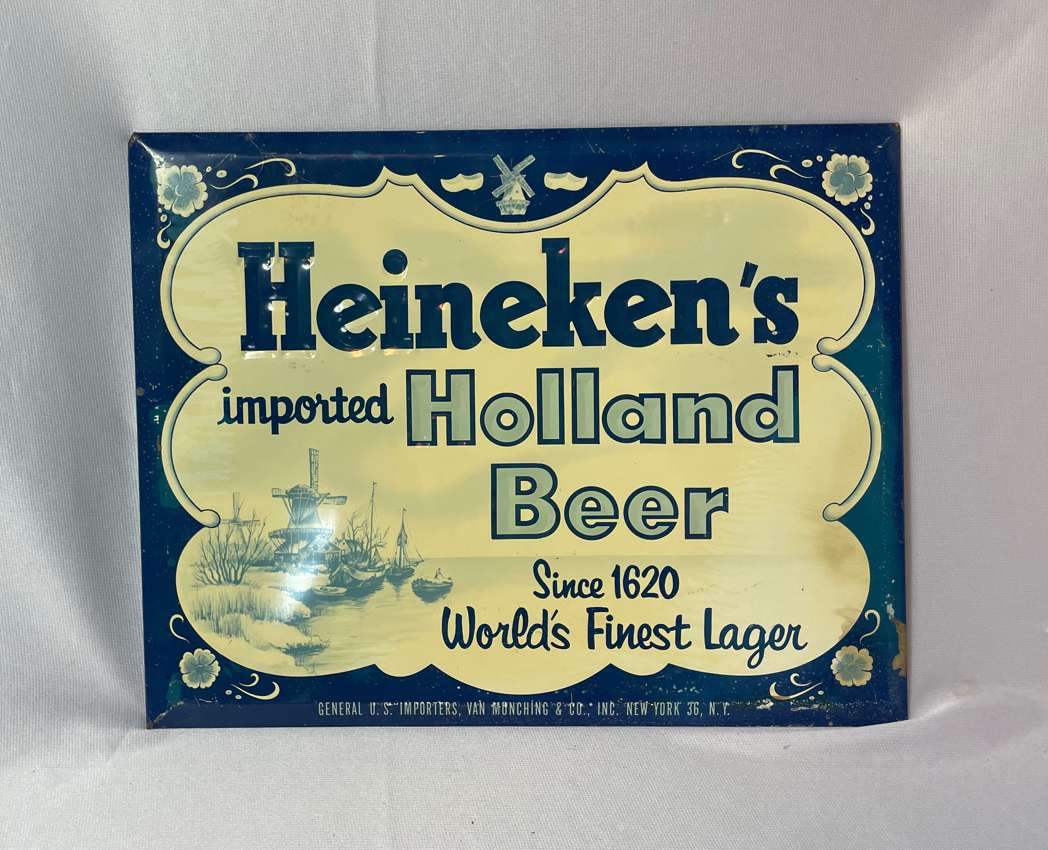 Heineken's
imported Holland
Beer
Since 1620
World's Finest Lager
GENERAL U.S. IMPORTERS, VAN MUNCHING & CO., INC. NEW YORK 36, N.Y.